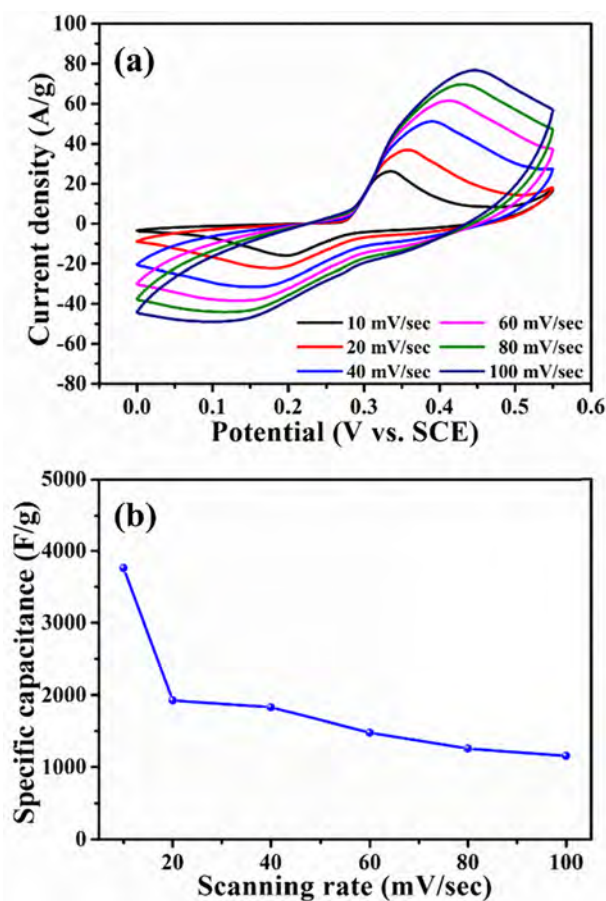 (a)
Current density (A/g)
100
80
60
40
20
0
-20
-40
-60
-80
10 mV/sec
60 mV/sec
20 mV/sec
80 mV/sec
40 mV/sec
100 mV/sec
0.0 0.1 0.2 0.3 0.4 0.5 0.6
Potential (V vs. SCE)
(b)
Specific capacitance (F/g)
5000
4000
3000
2000
1000
0
20 40 60 80 100
Scanning rate (mV/sec)